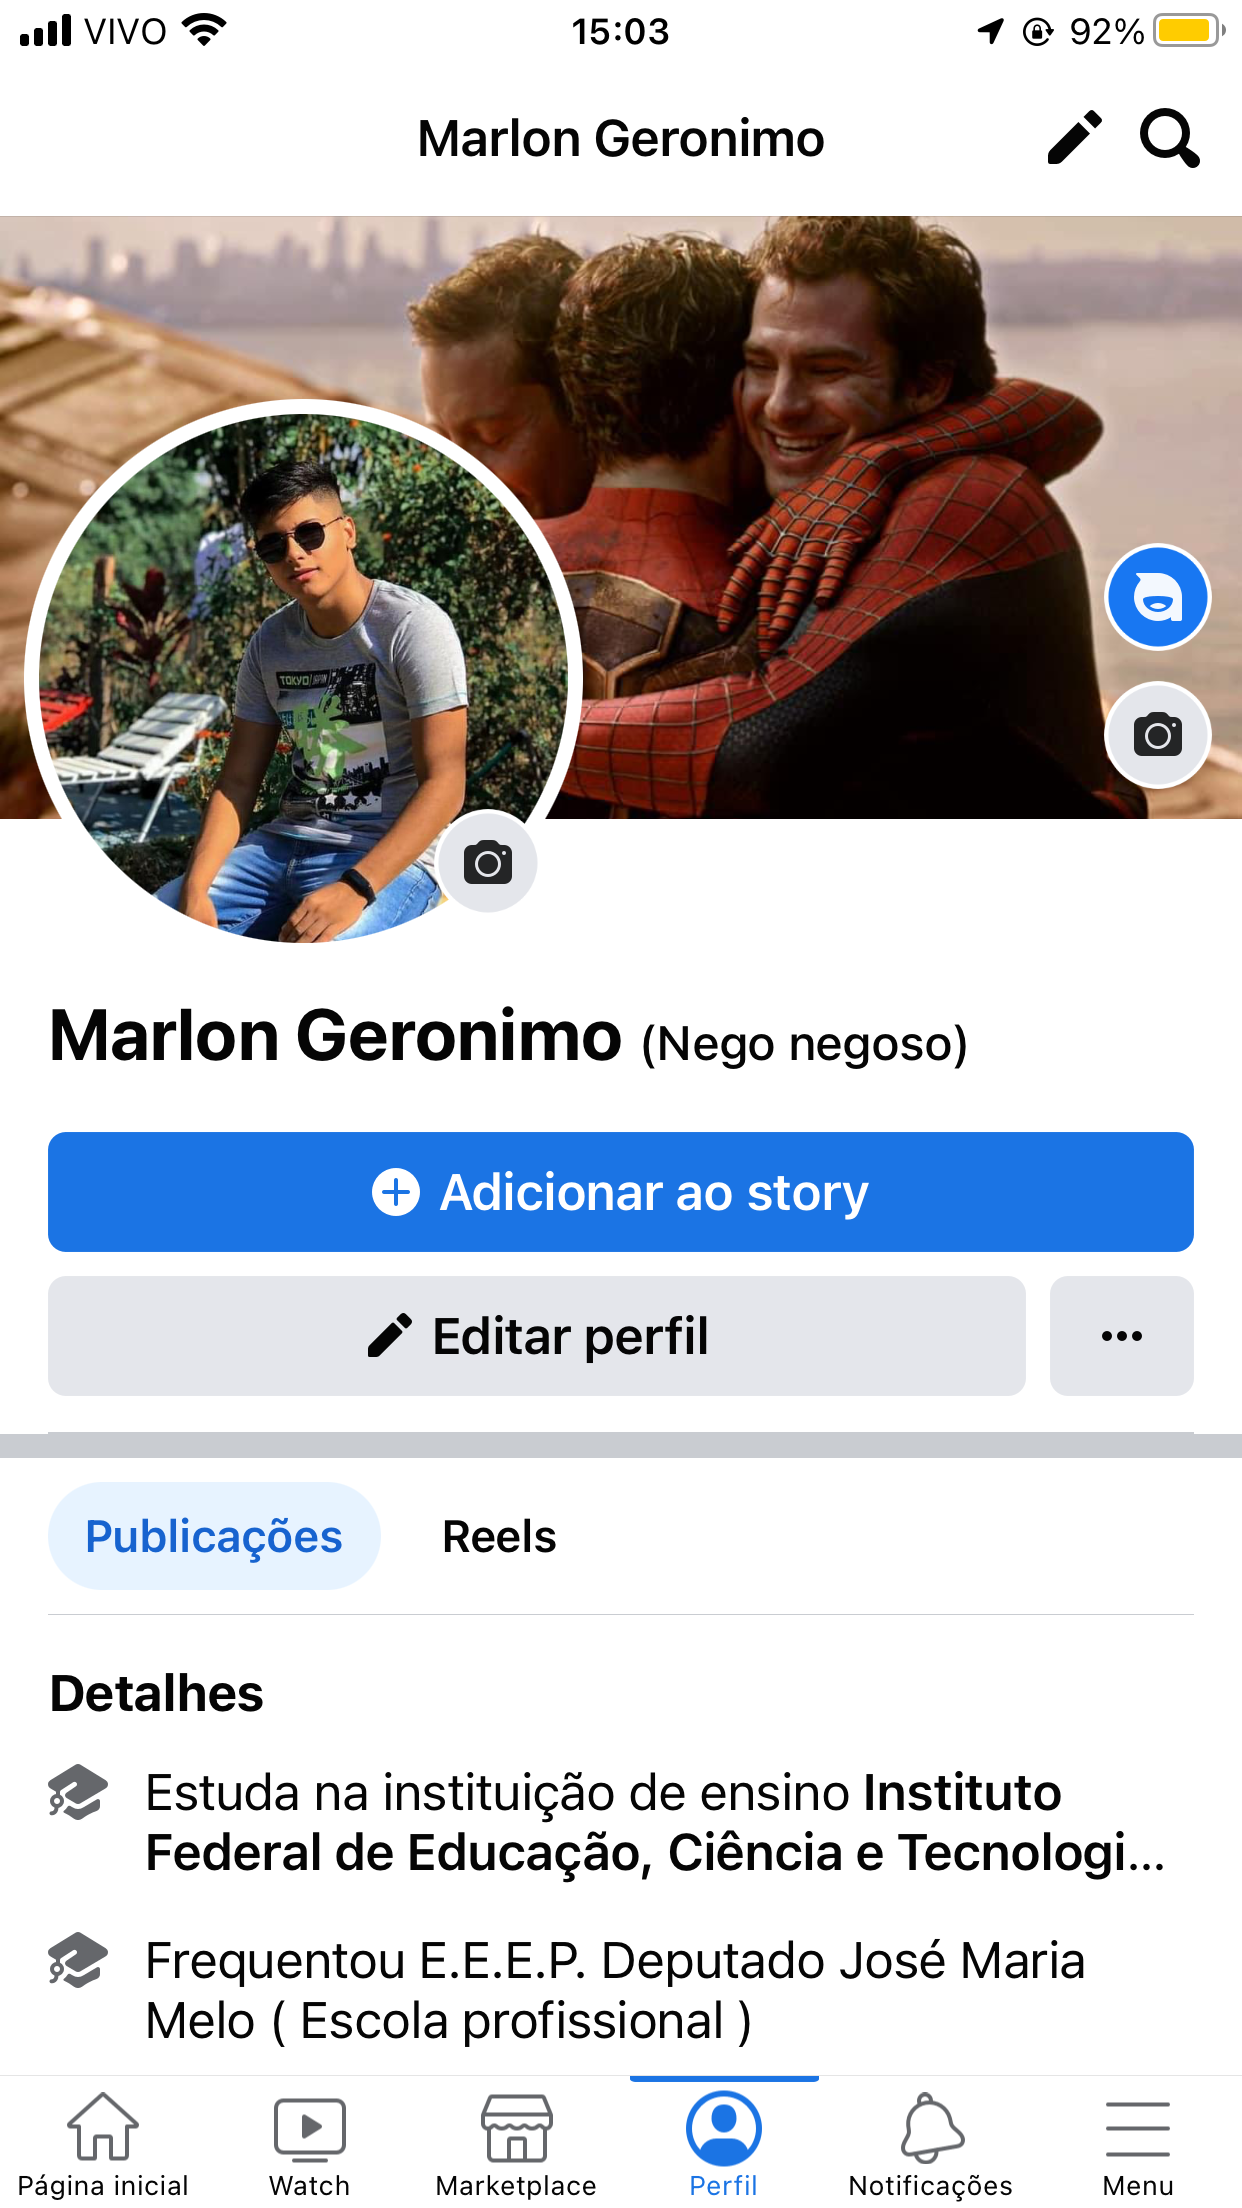 VIVO 15:03 92%
Marlon Geronimo
TOKYO JAPAN
Marlon Geronimo (Nego negoso)
Adicionar ao story
Editar perfil
Publicações Reels
Detalhes
Estuda na instituição de ensino Instituto
Federal de Educação, Ciência e Tecnologi...
Frequentou E.E.E.P. Deputado José Maria
Melo ( Escola profissional )
Página inicial Watch Marketplace Perfil Notificações Menu